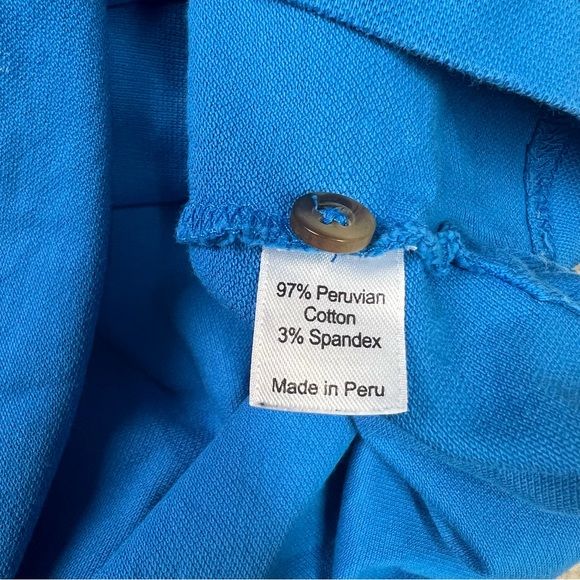 97% Peruvian
Cotton
3% Spandex
Made in Peru